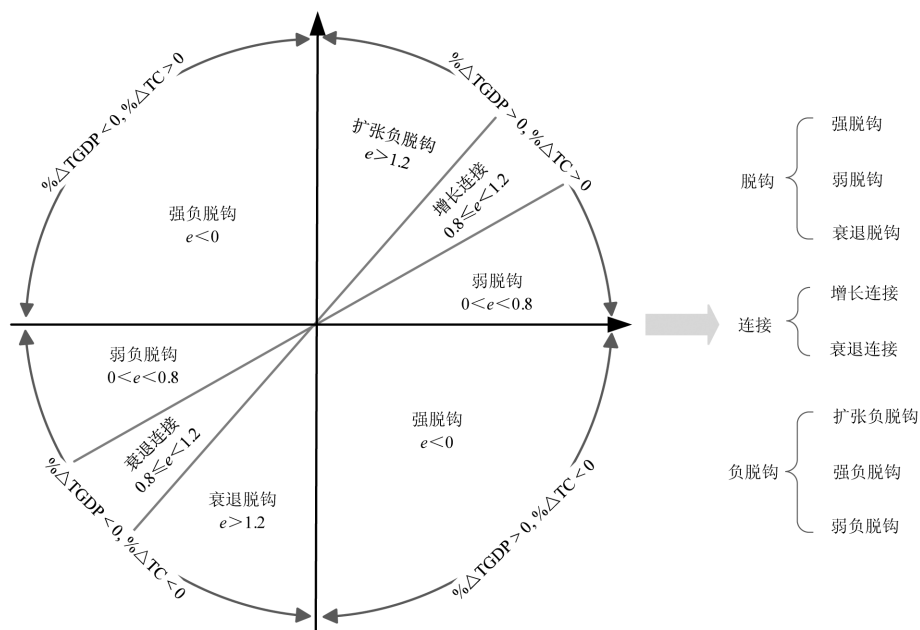 %△TGDP<0, %△TC>0
%△TGDP>0, %△TC>0
扩张负脱钩
e>1.2
增长连接
0.8≤e<1.2
强负脱钩
e<0
弱脱钩
0<e<0.8
弱负脱钩
0<e<0.8
衰退连接
0.8≤e<1.2
衰退脱钩
e>1.2
强脱钩
e<0
%△TGDP<0, %△TC<0
%△TGDP>0, %△TC<0
脱钩
强脱钩
弱脱钩
衰退脱钩
连接
增长连接
衰退连接
负脱钩
扩张负脱钩
强负脱钩
弱负脱钩